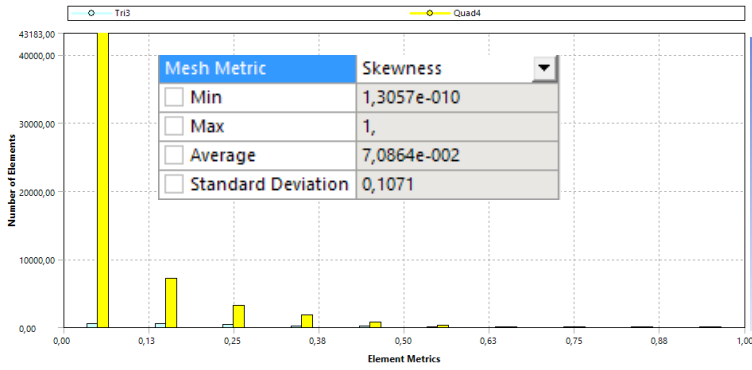 Tri3
Quad4
43183,00
40000,00
30000,00
20000,00
10000,00
0,00
Number of Elements
Mesh Metric Skewness
Min 1,3057e-010
Max 1,
Average 7,0864e-002
Standard Deviation 0,1071
0,00 0,13 0,25 0,38 0,50 0,63 0,75 0,88 1,00
Element Metrics